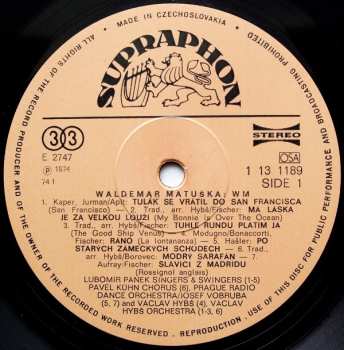 MADE IN CZECHOSLOVAKIA
ALL RIGHTS OF THE RECORD PRODUCER AND OF THE OWNER OF THE RECORDED WORK RESERVED . REPRODUCTION, USE OF THIS DISC FOR PUBLIC PERFORMANCE AND BROADCASTING PROHIBITED
SUPRAPHON
33
STEREO
E 2747
OSA
1 13 1189
℗ 1974
SIDE 1
74 1
WALDEMAR MATUŠKA: WM
1. Kaper, Jurman/Apl: TULÁK SE VRÁTIL DO SAN FRANCISCA
(San Francisco) - 2. Trad., arr. Hybš/Fischer: MÁ LÁSKA
JE ZA VELKOU LOUŽÍ (My Bonnie is Over The Ocean)
3. Trad., arr. Hybš/Fischer: TUHLE RUNDU PLATÍM JÁ
(The Good Ship Venus) - 4. Modugno/Bonaccorti,
Fischer: RÁNO (La lontananza) - 5. Hašler: PO
STARÝCH ZÁMECKÝCH SCHODECH - 6. Trad., arr.
Hybš/Borovec: MODRÝ SARAFÁN - 7.
Aufray/Fischer: SLAVÍCI Z MADRIDU
(Rossignol anglais)
LUBOMÍR PÁNEK SINGERS & SWINGERS (1-5)
PAVEL KÜHN CHORUS (6), PRAGUE RADIO
DANCE ORCHESTRA/JOSEF VOBRUBA
(5, 7) AND VÁCLAV HYBŠ (4), VÁCLAV
HYBŠ ORCHESTRA (1-3, 6)